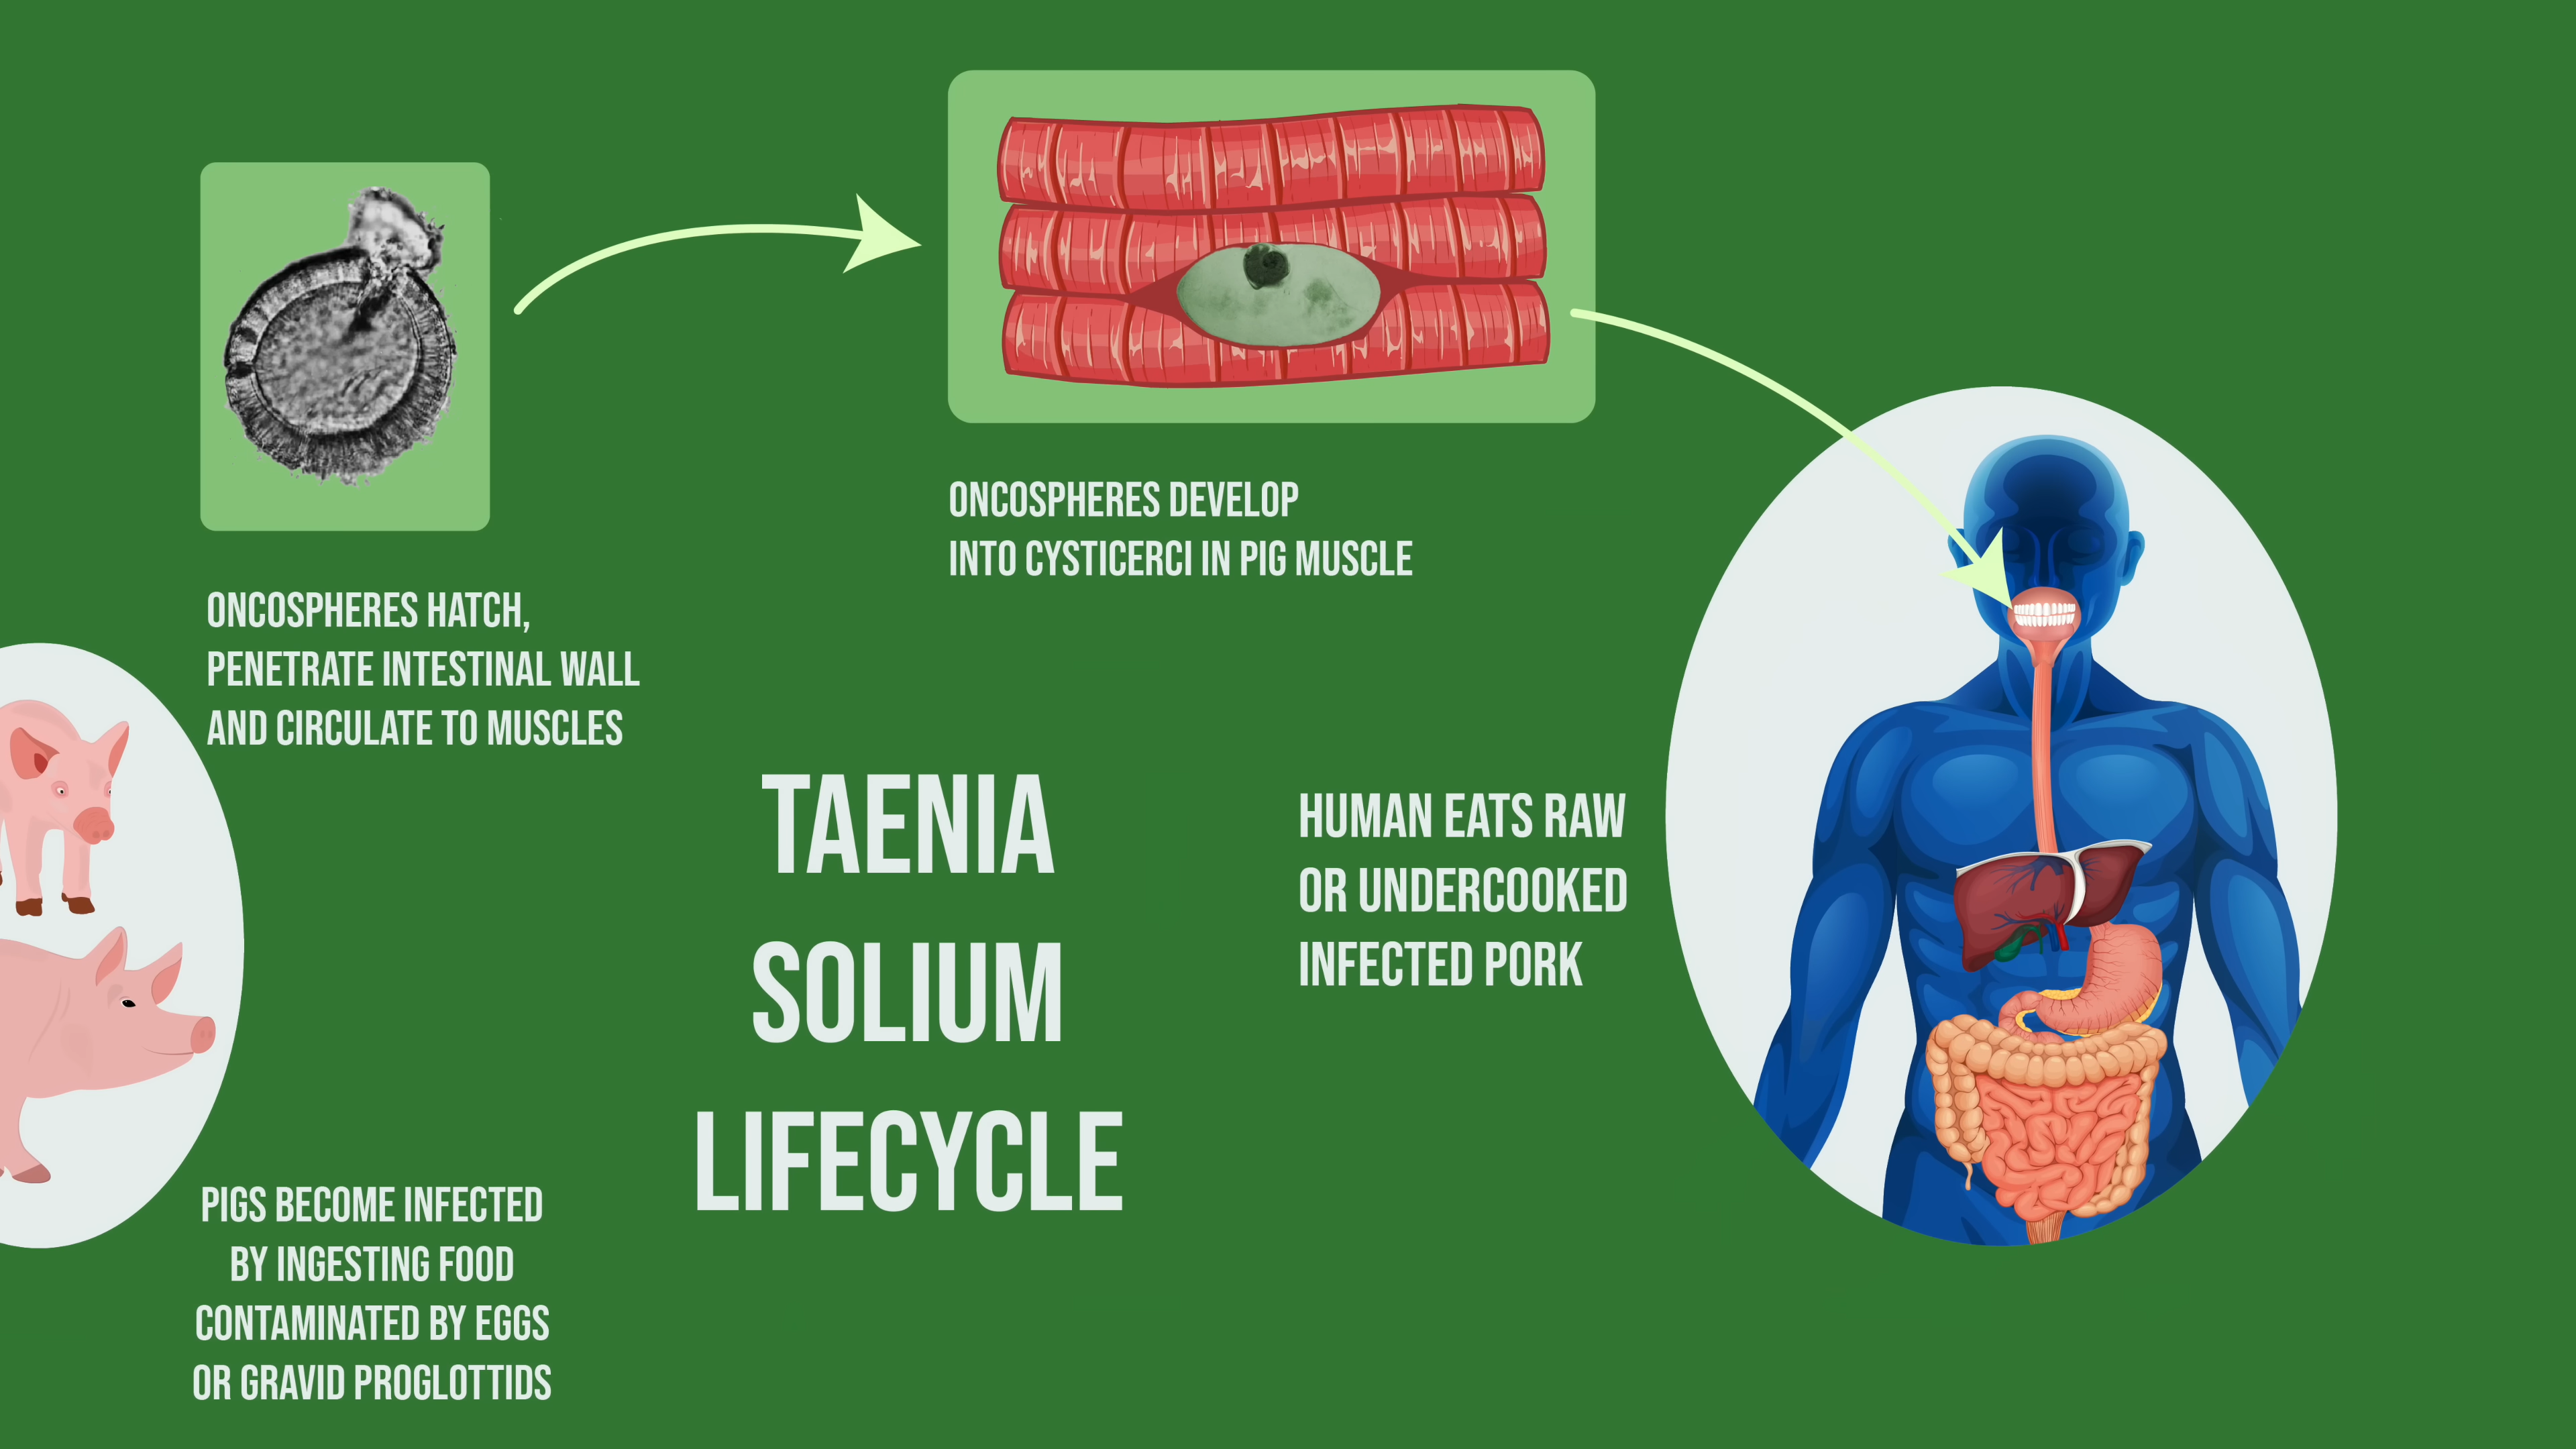 ONCOSPHERES HATCH,
PENETRATE INTESTINAL WALL
AND CIRCULATE TO MUSCLES
ONCOSPHERES DEVELOP
INTO CYSTICERCI IN PIG MUSCLE
TAENIA
SOLIUM
LIFECYCLE
HUMAN EATS RAW
OR UNDERCOOKED
INFECTED PORK
PIGS BECOME INFECTED
BY INGESTING FOOD
CONTAMINATED BY EGGS
OR GRAVID PROGLOTTIDS